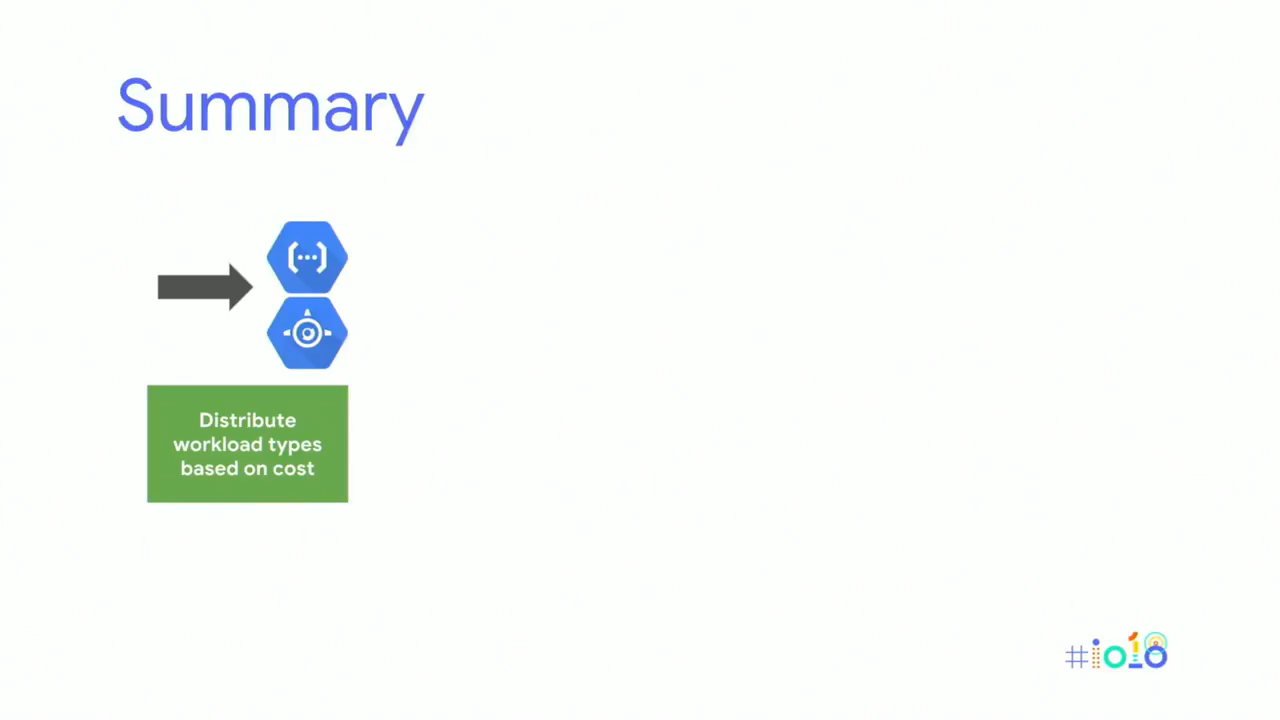 Summary
Distribute
workload types
based on cost
#io18